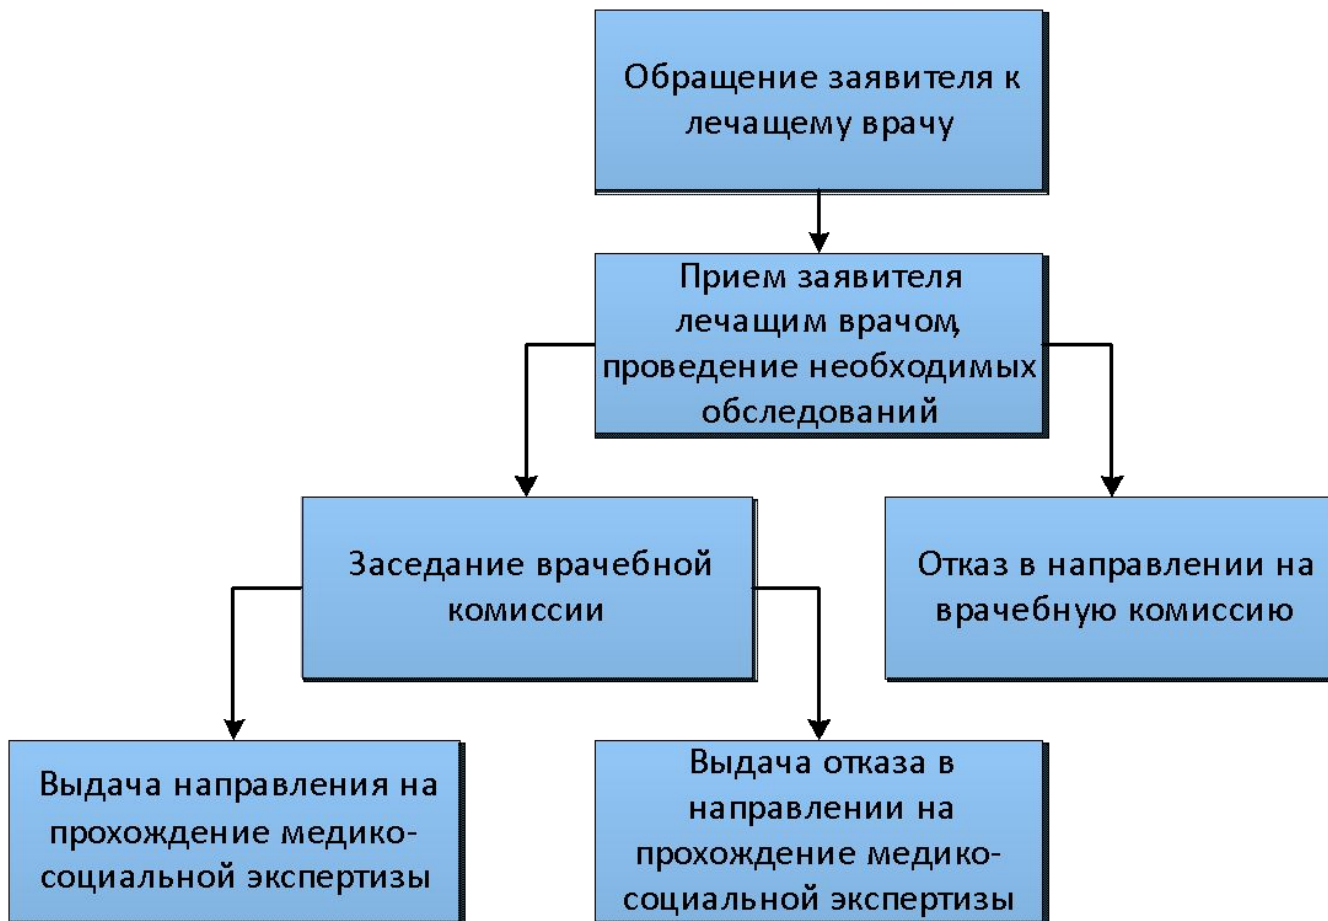 Обращение заявителя к
лечащему врачу
Прием заявителя
лечащим врачом,
проведение необходимых
обследований
Заседание врачебной
комиссии
Отказ в направлении на
врачебную комиссию
Выдача направления на
прохождение медико-
социальной экспертизы
Выдача отказа в
направлении на
прохождение медико-
социальной экспертизы